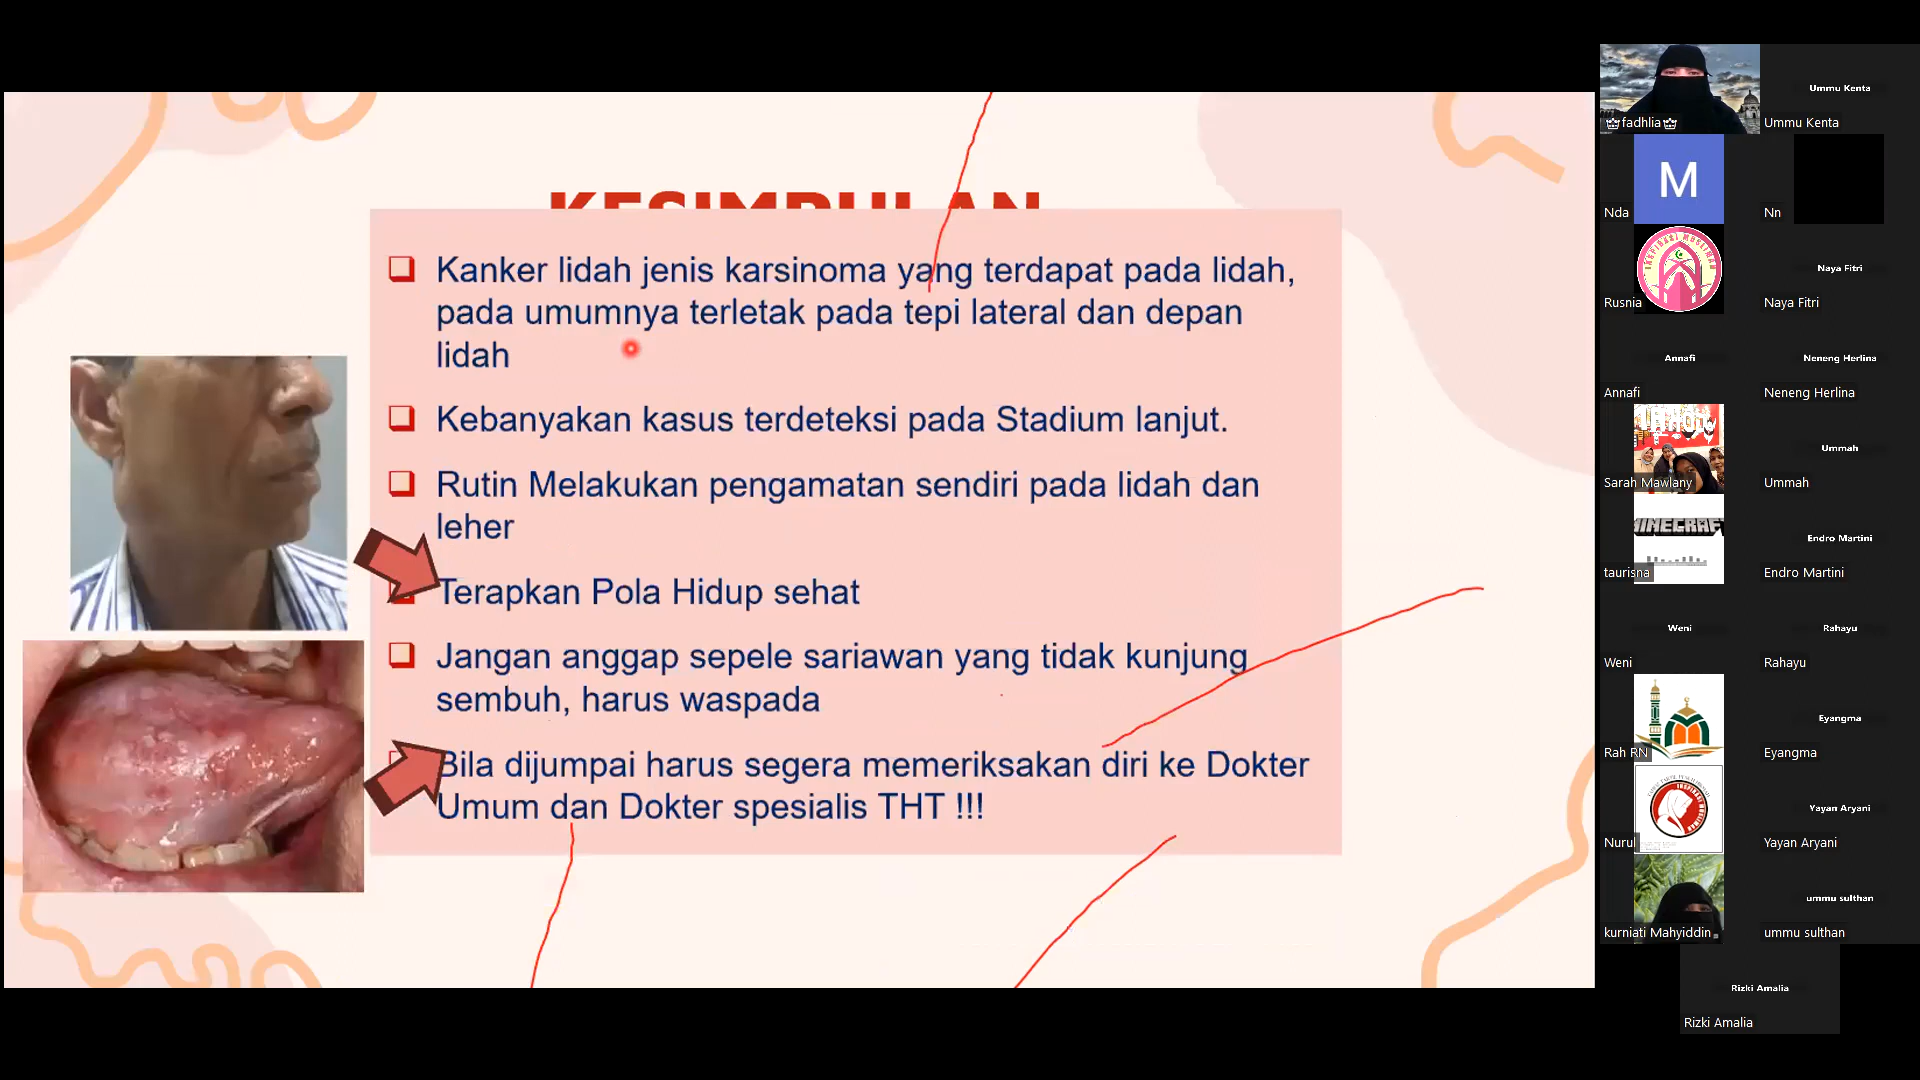 KESIMPULAN
Kanker lidah jenis karsinoma yang terdapat pada lidah,
pada umumnya terletak pada tepi lateral dan depan
lidah
Kebanyakan kasus terdeteksi pada Stadium lanjut.
Rutin Melakukan pengamatan sendiri pada lidah dan
leher
Terapkan Pola Hidup sehat
Jangan anggap sepele sariawan yang tidak kunjung
sembuh, harus waspada
Bila dijumpai harus segera memeriksakan diri ke Dokter
Umum dan Dokter spesialis THT !!!
fadhlia
Ummu Kenta
Ummu Kenta
M
Nda
Nn
INSPIRASI MUSLIMAH
Rusnia
Naya Fitri
Naya Fitri
Annafi
Annafi
Neneng Herlina
Neneng Herlina
Sarah Mawlany
Ummah
Ummah
MINECRAFT
taurisna
Endro Martini
Endro Martini
Weni
Weni
Rahayu
Rahayu
Rah RN
Eyangma
Eyangma
Nurul
Yayan Aryani
Yayan Aryani
kurniati Mahyiddin
ummu sulthan
ummu sulthan
Rizki Amalia
Rizki Amalia